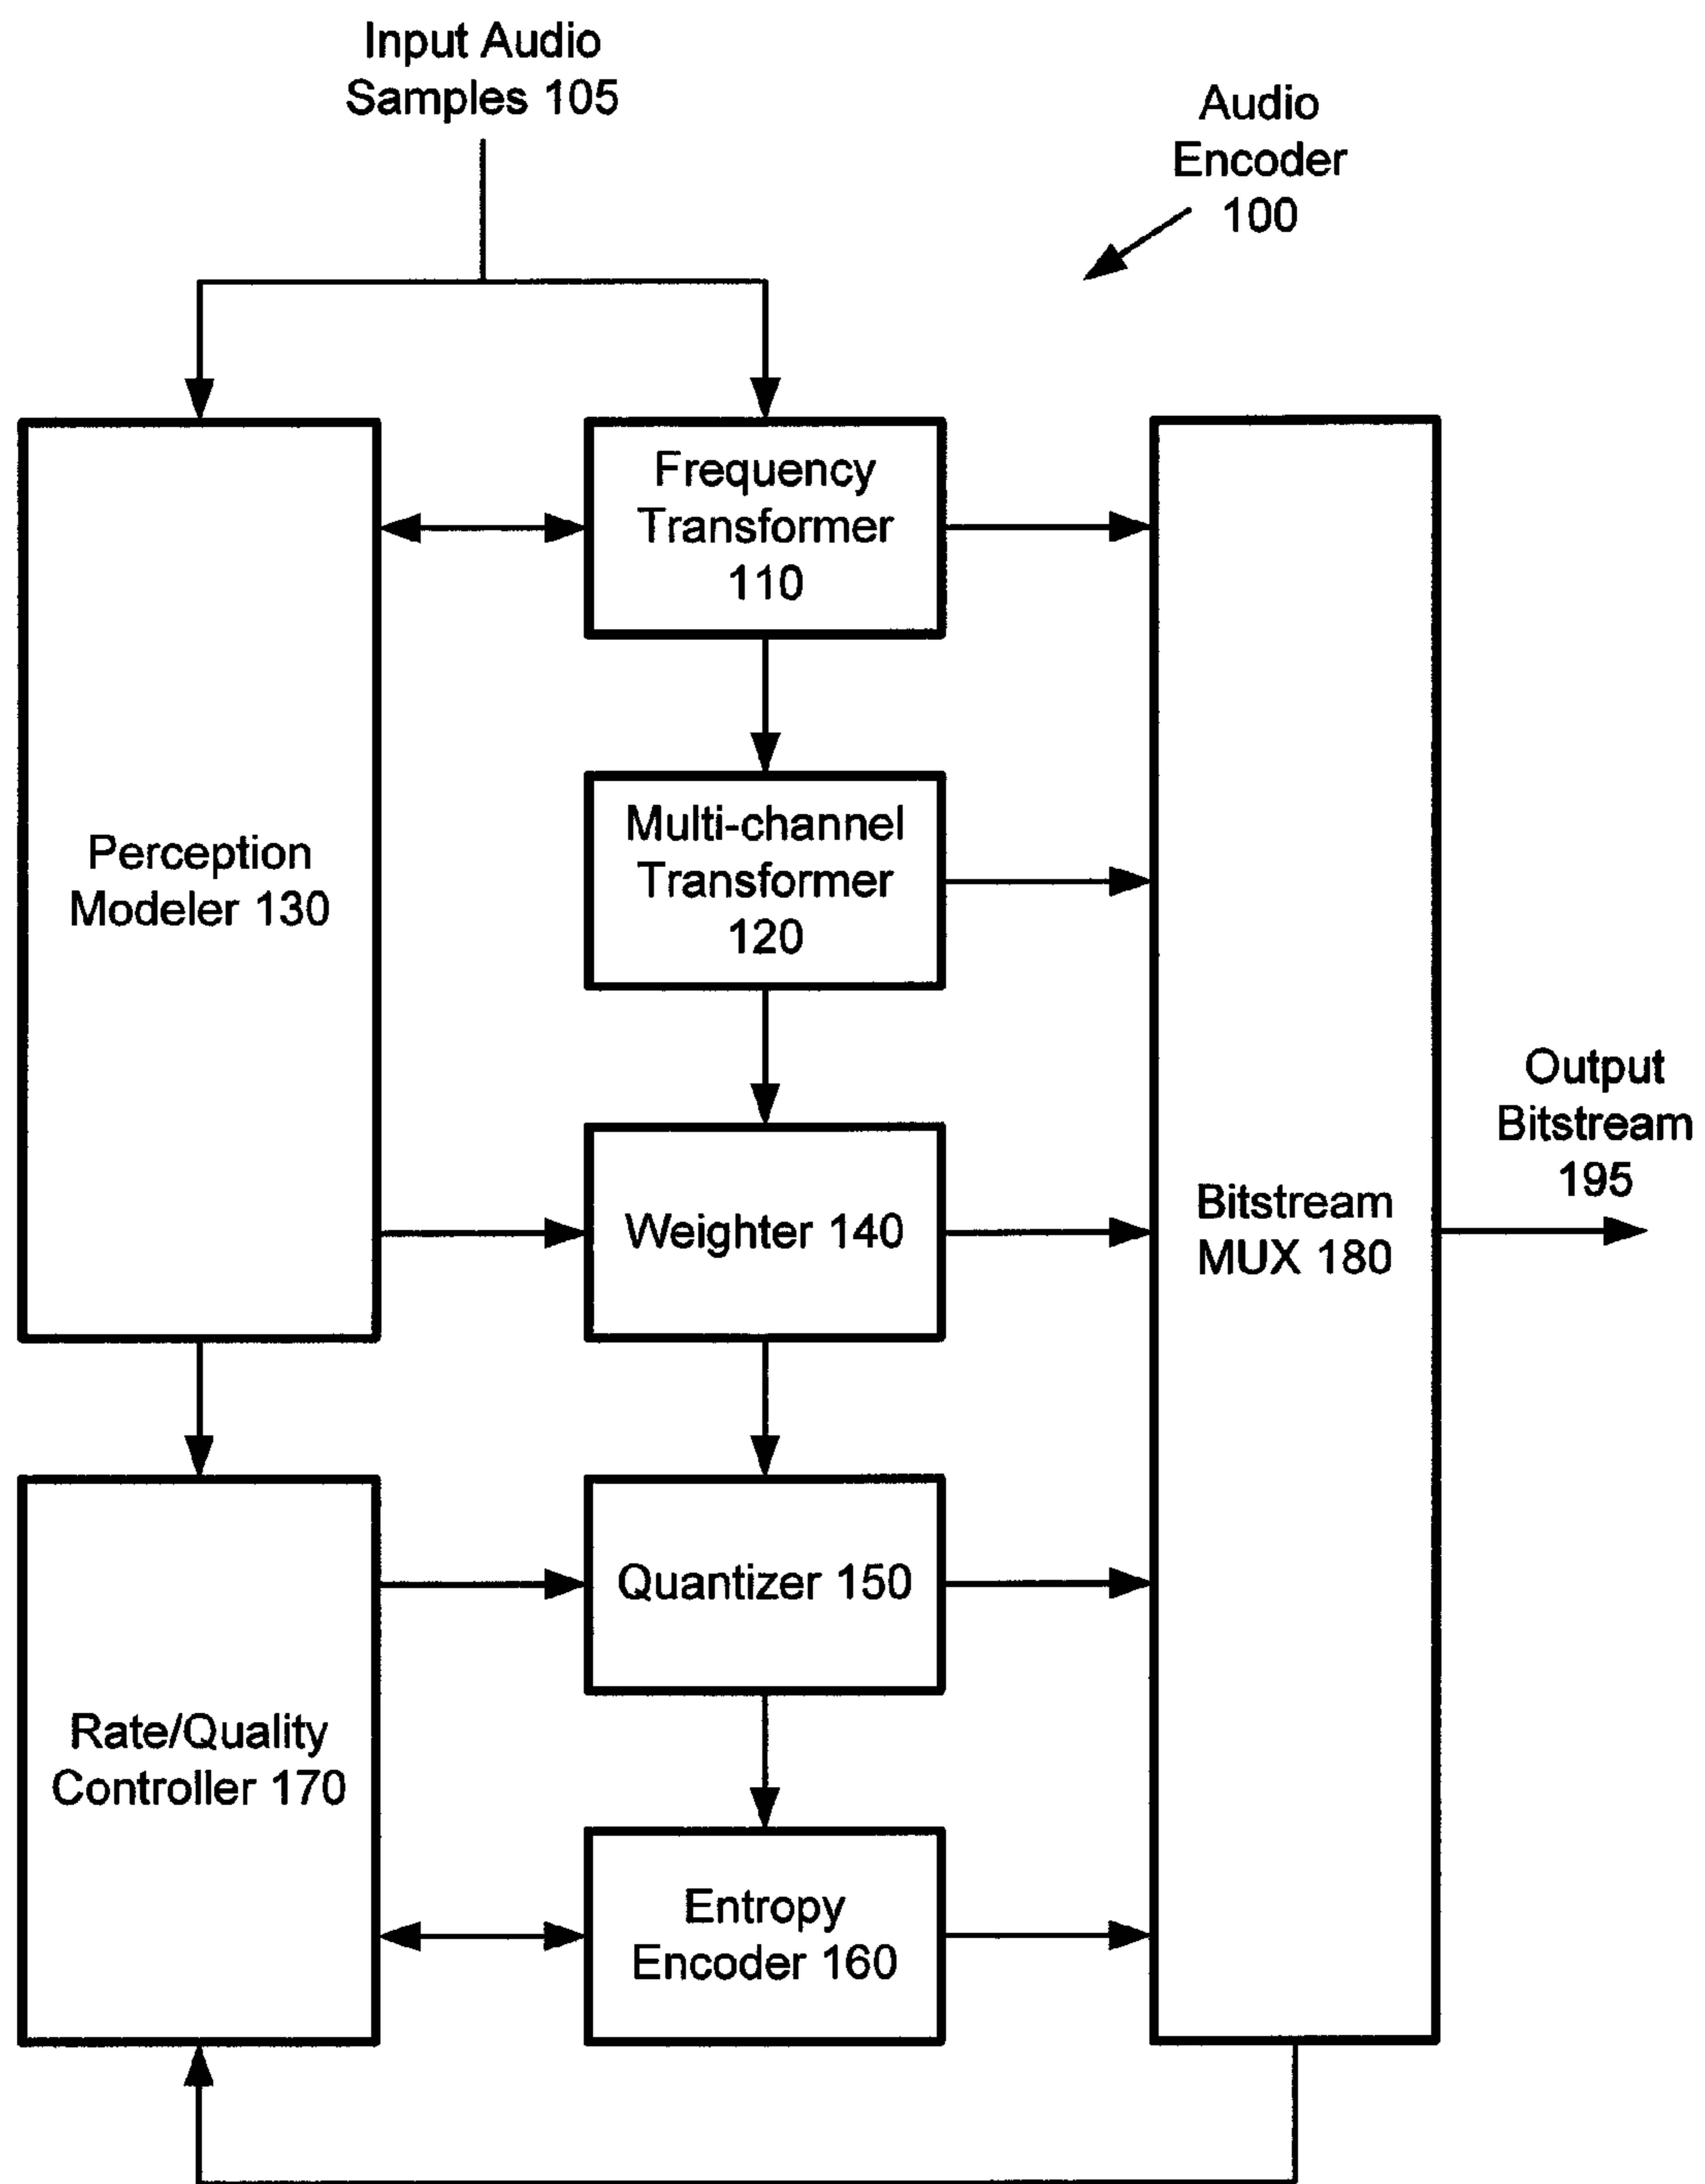 Input Audio
Samples 105
Audio
Encoder
100
Frequency
Transformer
110
Multi-channel
Transformer
120
Perception
Modeler 130
Output
Bitstream
195
Weighter 140
Bitstream
MUX 180
Quantizer 150
Rate/Quality
Controller 170
Entropy
Encoder 160